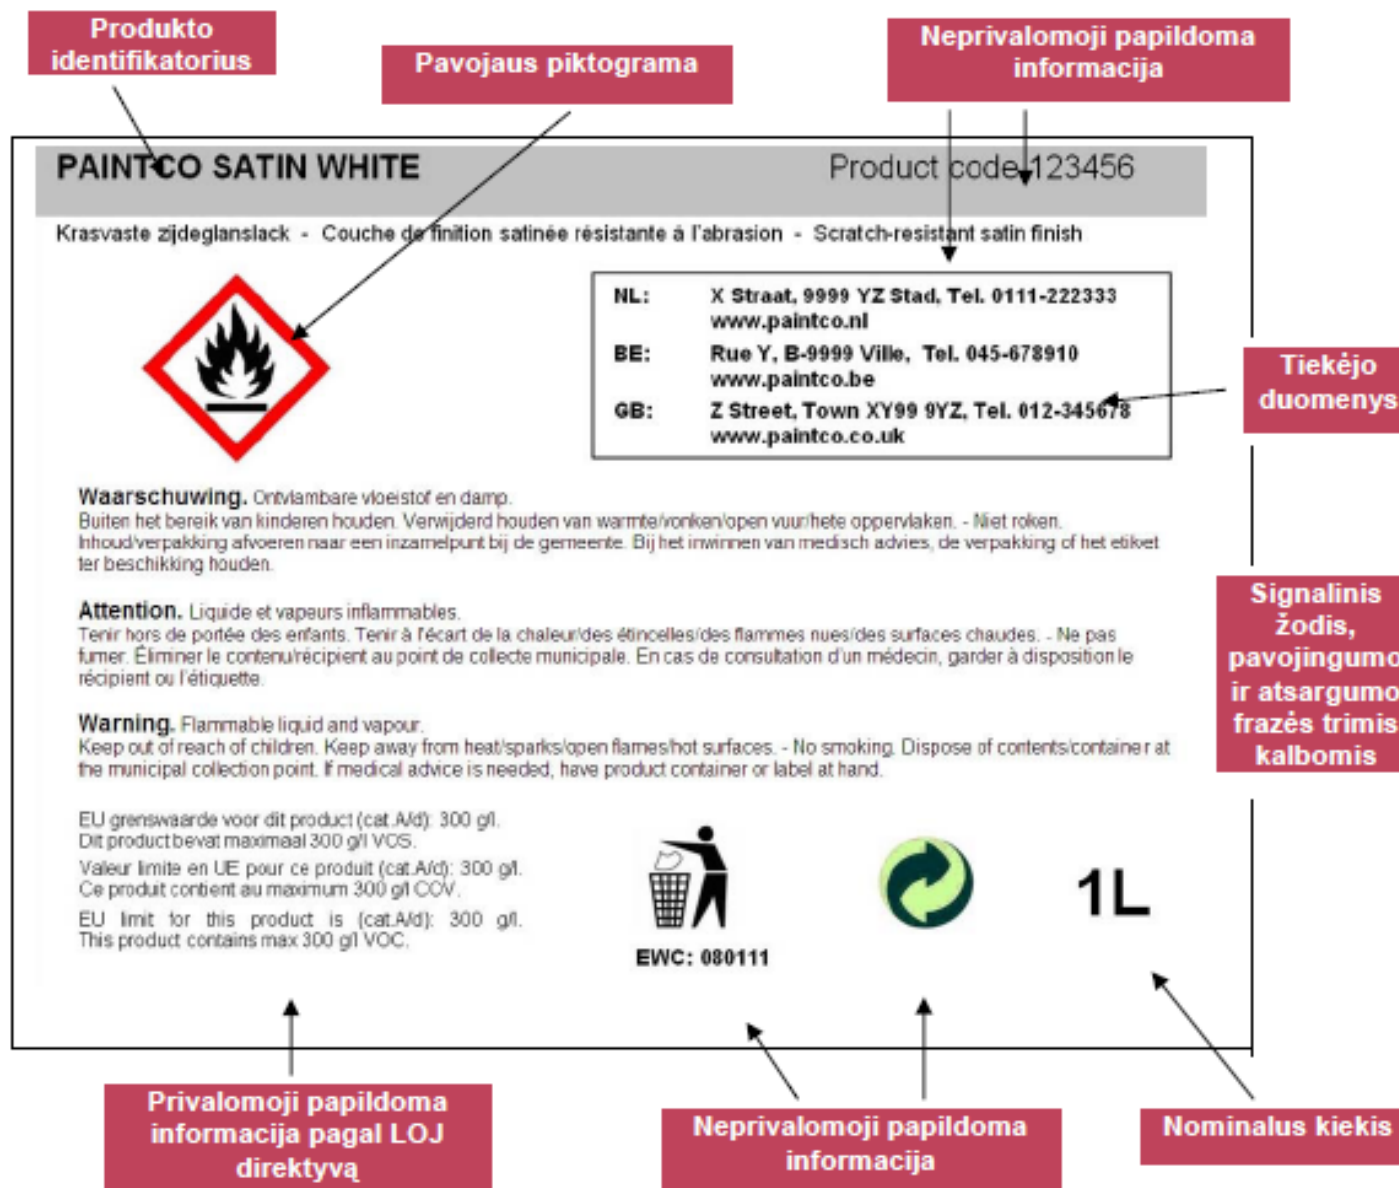 Produkto
identifikatorius
Pavojaus piktograma
Neprivalomoji papildoma
informacija
PAINTCO SATIN WHITE
Product code 123456
Krasvaste zijdeglanslack - Couche de finition satinée résistante à l'abrasion - Scratch-resistant satin finish
NL: X Straat, 9999 YZ Stad, Tel. 0111-222333
www.paintco.nl
BE: Rue Y, B-9999 Ville, Tel. 045-678910
www.paintco.be
GB: Z Street, Town XY99 9YZ, Tel. 012-345678
www.paintco.co.uk
Tiekėjo
duomenys
Waarschuwing. Ontvlambare vloeistof en damp.
Buiten het bereik van kinderen houden. Verwijderd houden van warmte/vonken/open vuur/hete oppervlaken. - Niet roken.
Inhoud/verpakking afvoeren naar een inzamelpunt bij de gemeente. Bij het inwinnen van medisch advies, de verpakking of het etiket
ter beschikking houden.
Attention. Liquide et vapeurs inflammables.
Tenir hors de portée des enfants. Tenir à l'écart de la chaleur/des étincelles/des flammes nues/des surfaces chaudes. - Ne pas
fumer. Éliminer le contenu/récipient au point de collecte municipale. En cas de consultation d'un médecin, garder à disposition le
récipient ou l'étiquette.
Warning. Flammable liquid and vapour.
Keep out of reach of children. Keep away from heat/sparks/open flames/hot surfaces. - No smoking. Dispose of contents/container at
the municipal collection point. If medical advice is needed, have product container or label at hand.
Signalinis
žodis,
pavojingumo
ir atsargumo
frazės trimis
kalbomis
EU grenswaarde voor dit product (cat.A/d): 300 g/l.
Dit product bevat maximaal 300 g/l VOS.
Valeur limite en UE pour ce produit (cat.A/d): 300 g/l.
Ce produit contient au maximum 300 g/l COV.
EU limit for this product is (cat.A/d): 300 g/l.
This product contains max 300 g/l VOC.
EWC: 080111
1L
Privalomoji papildoma
informacija pagal LOJ
direktyvą
Neprivalomoji papildoma
informacija
Nominalus kiekis